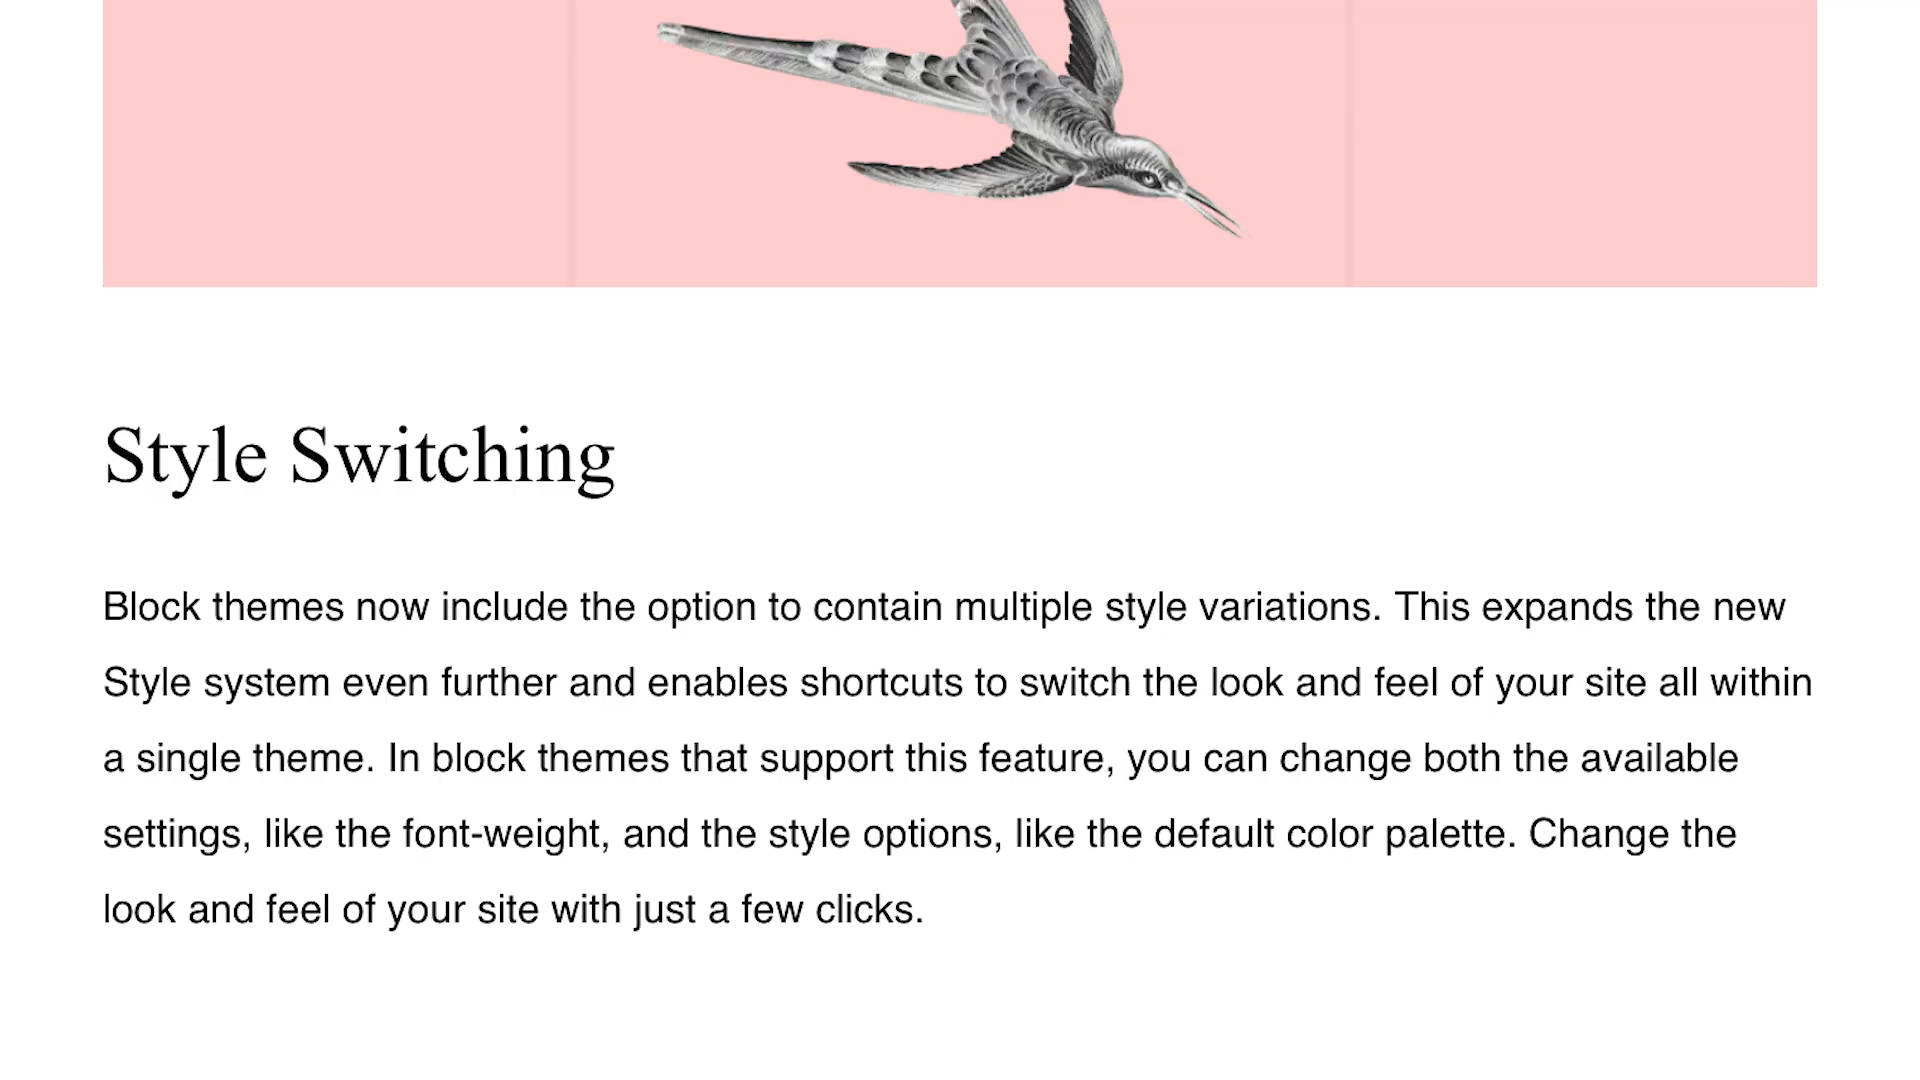 Style Switching
Block themes now include the option to contain multiple style variations. This expands the new
Style system even further and enables shortcuts to switch the look and feel of your site all within
a single theme. In block themes that support this feature, you can change both the available
settings, like the font-weight, and the style options, like the default color palette. Change the
look and feel of your site with just a few clicks.